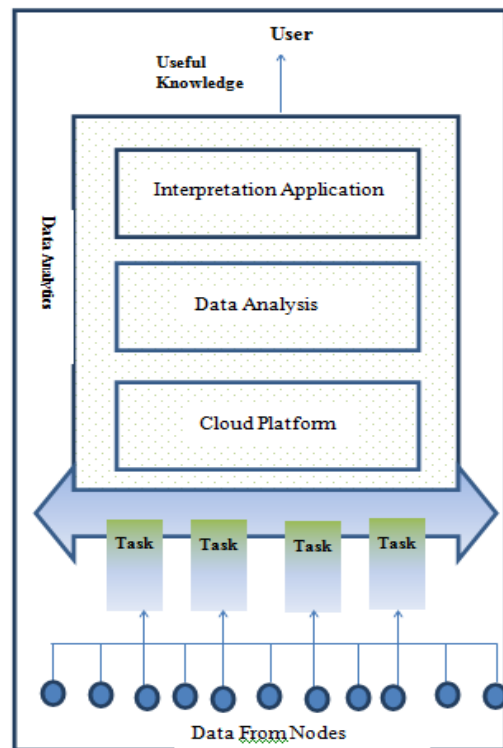 User
Useful
Knowledge
Interpretation Application
Data Analytics
Data Analysis
Cloud Platform
Task
Task
Task
Task
Data From Nodes